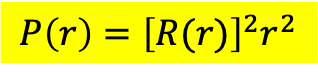 P(r) = [R(r)]²r²